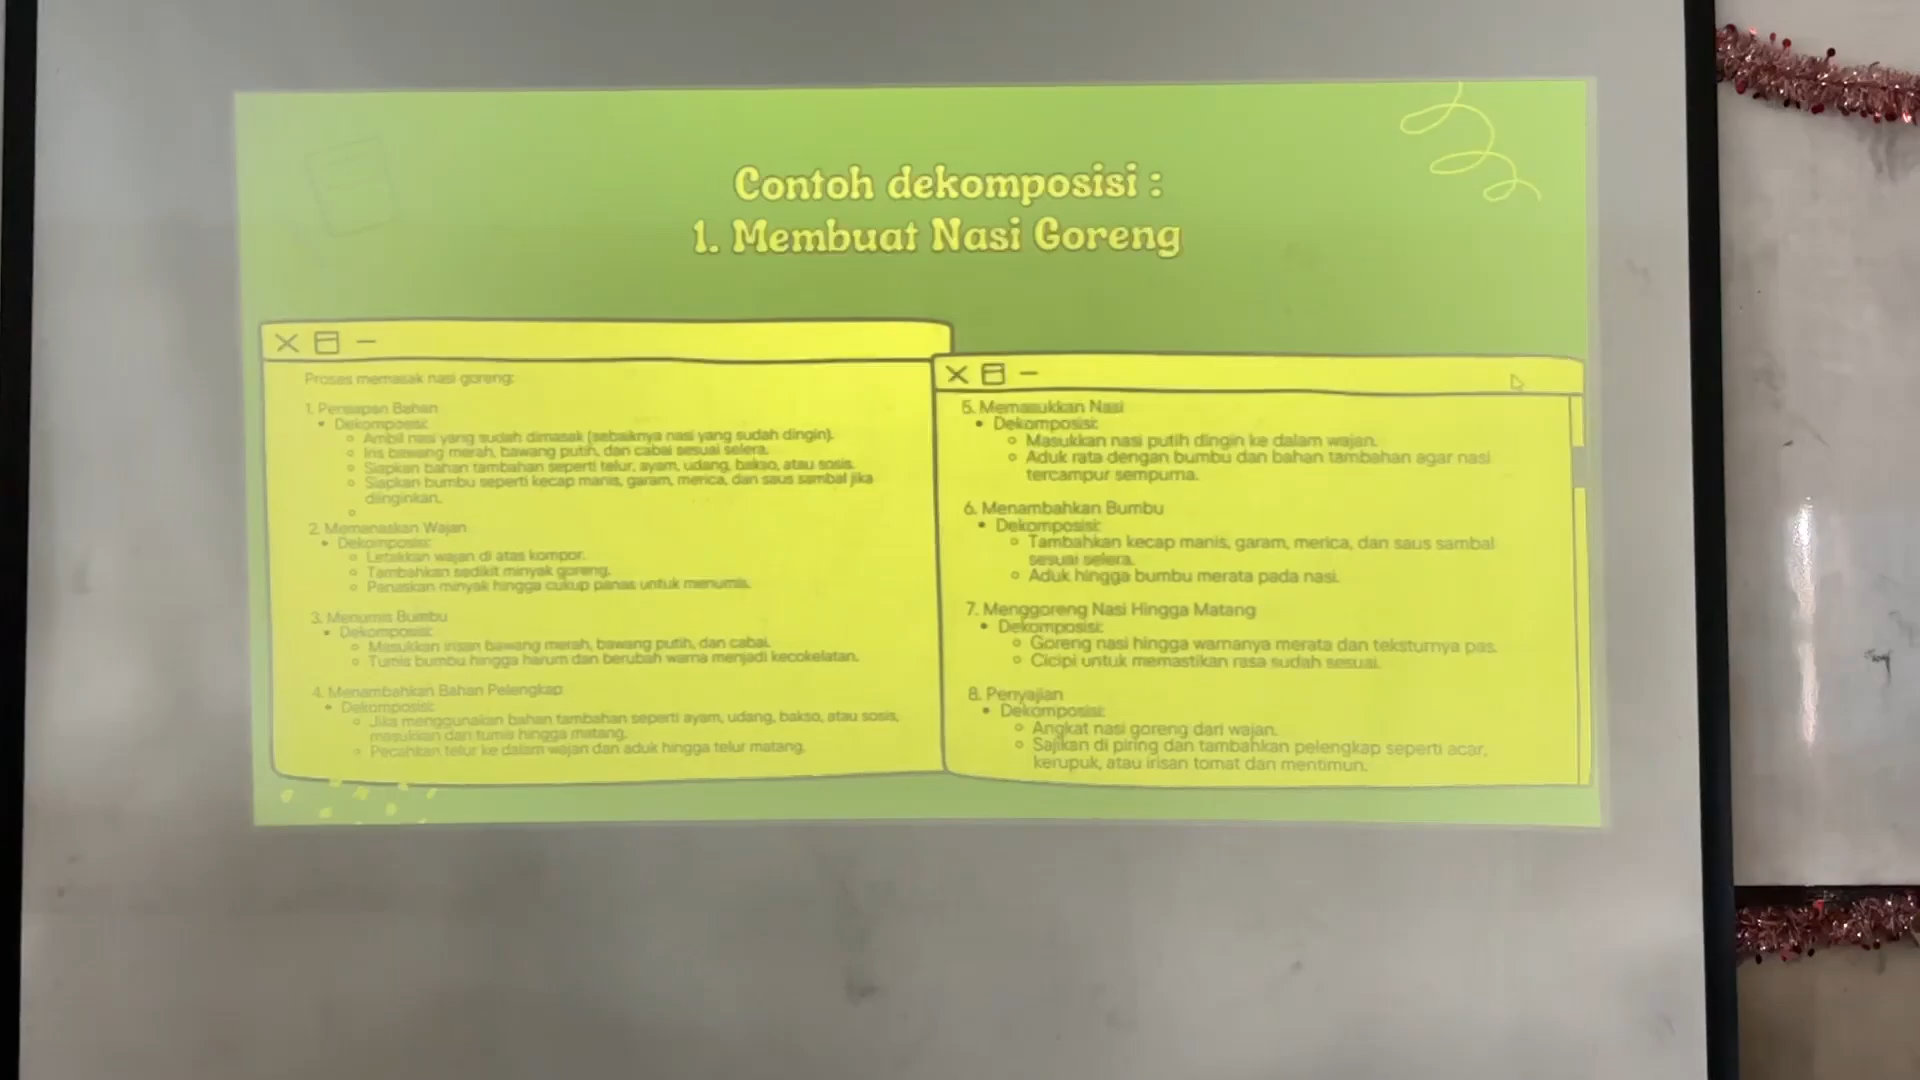 Contoh dekomposisi :
1. Membuat Nasi Goreng
Proses memasak nasi goreng:
1. Persiapan Bahan
• Dekomposisi:
○ Ambil nasi yang sudah dimasak (sebaiknya nasi yang sudah dingin).
○ Iris bawang merah, bawang putih, dan cabai sesuai selera.
○ Siapkan bahan tambahan seperti telur, ayam, udang, bakso, atau sosis.
○ Siapkan bumbu seperti kecap manis, garam, merica, dan saus sambal jika
diinginkan.
○
2. Memanaskan Wajan
• Dekomposisi:
○ Letakkan wajan di atas kompor.
○ Tambahkan sedikit minyak goreng.
○ Panaskan minyak hingga cukup panas untuk menumis.
3. Menumis Bumbu
• Dekomposisi:
○ Masukkan irisan bawang merah, bawang putih, dan cabai.
○ Tumis bumbu hingga harum dan berubah warna menjadi kecokelatan.
4. Menambahkan Bahan Pelengkap
• Dekomposisi:
○ Jika menggunakan bahan tambahan seperti ayam, udang, bakso, atau sosis,
masukkan dan tumis hingga matang.
○ Pecahkan telur ke dalam wajan dan aduk hingga telur matang.
5. Memasukkan Nasi
• Dekomposisi:
○ Masukkan nasi putih dingin ke dalam wajan.
○ Aduk rata dengan bumbu dan bahan tambahan agar nasi
tercampur sempurna.
6. Menambahkan Bumbu
• Dekomposisi:
○ Tambahkan kecap manis, garam, merica, dan saus sambal
sesuai selera.
○ Aduk hingga bumbu merata pada nasi.
7. Menggoreng Nasi Hingga Matang
• Dekomposisi:
○ Goreng nasi hingga warnanya merata dan teksturnya pas.
○ Cicipi untuk memastikan rasa sudah sesuai.
8. Penyajian
• Dekomposisi:
○ Angkat nasi goreng dari wajan.
○ Sajikan di piring dan tambahkan pelengkap seperti acar,
kerupuk, atau irisan tomat dan mentimun.